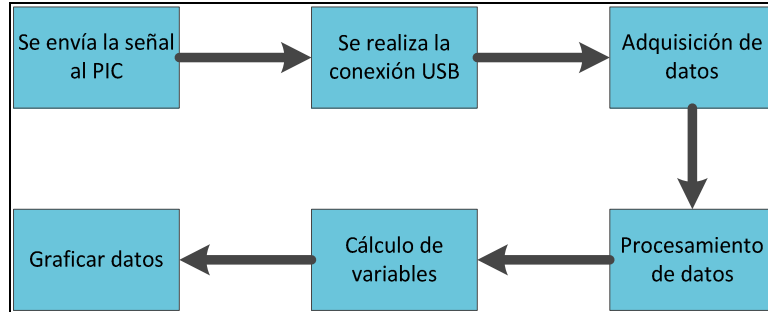 Se envía la señal
al PIC
Se realiza la
conexión USB
Adquisición de
datos
Procesamiento
de datos
Cálculo de
variables
Graficar datos